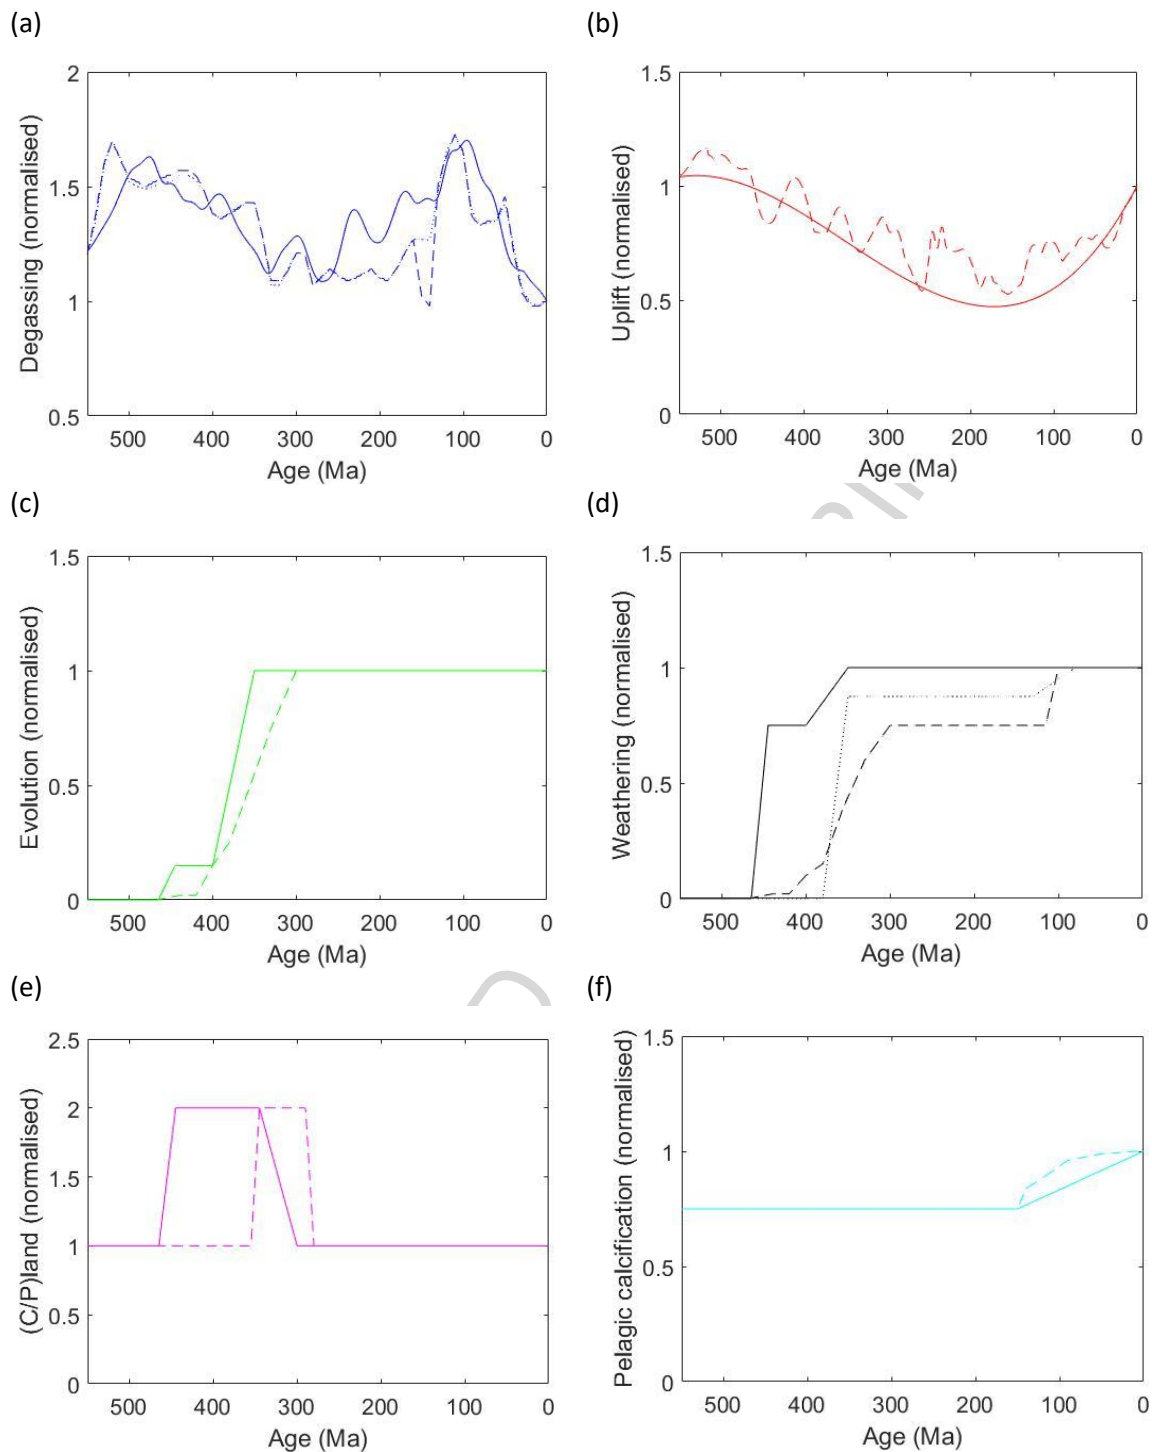 (a)
(b)
2
1.5
1
0.5
Degassing (normalised)
500 400 300 200 100 0
Age (Ma)
1.5
1
0.5
0
Uplift (normalised)
500 400 300 200 100 0
Age (Ma)
(c)
(d)
1.5
1
0.5
0
Evolution (normalised)
500 400 300 200 100 0
Age (Ma)
1.5
1
0.5
0
Weathering (normalised)
500 400 300 200 100 0
Age (Ma)
(e)
(f)
2.5
2
1.5
1
0.5
0
(C/P)land (normalised)
500 400 300 200 100 0
Age (Ma)
1.5
1
0.5
0
Pelagic calcification (normalised)
500 400 300 200 100 0
Age (Ma)